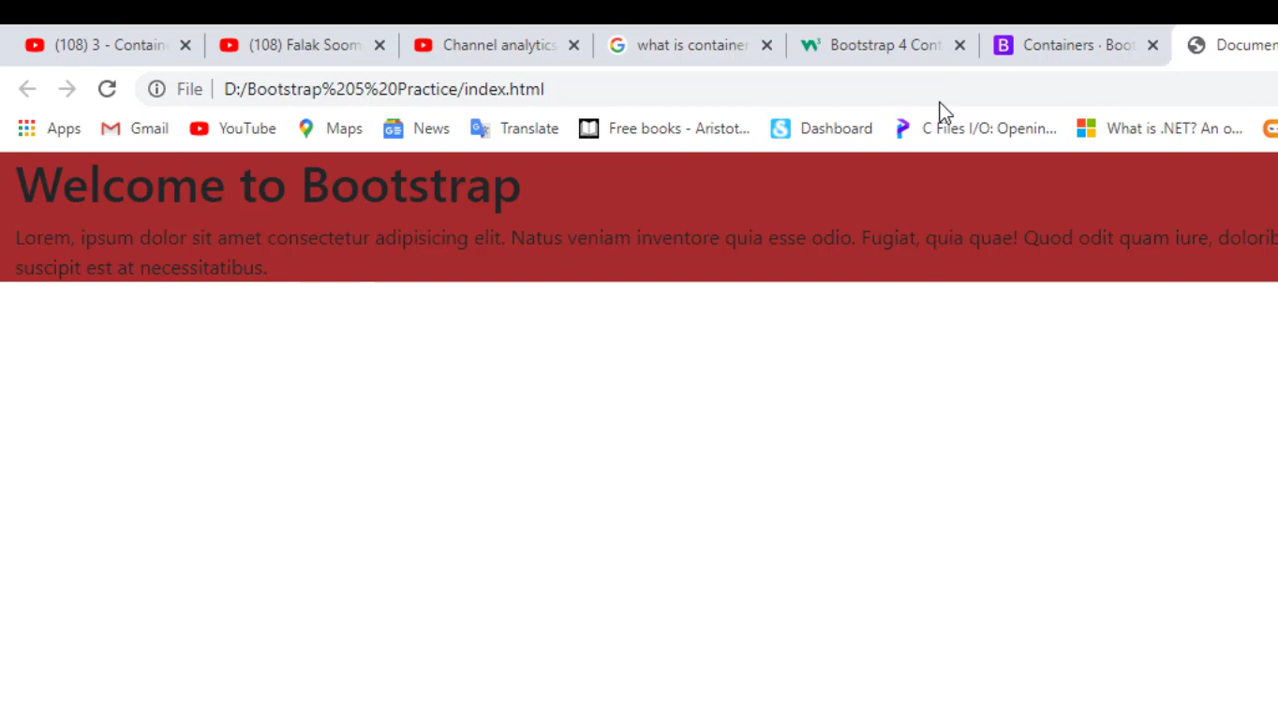 (108) 3 - Contain
(108) Falak Soom
Channel analytics
what is container
Bootstrap 4 Cont
Containers · Boot
Documen
File
D:/Bootstrap%205%20Practice/index.html
Apps
Gmail
YouTube
Maps
News
Translate
Free books - Aristot...
Dashboard
C Files I/O: Openin...
What is .NET? An o...
Welcome to Bootstrap
Lorem, ipsum dolor sit amet consectetur adipisicing elit. Natus veniam inventore quia esse odio. Fugiat, quia quae! Quod odit quam iure, dolorib
suscipit est at necessitatibus.